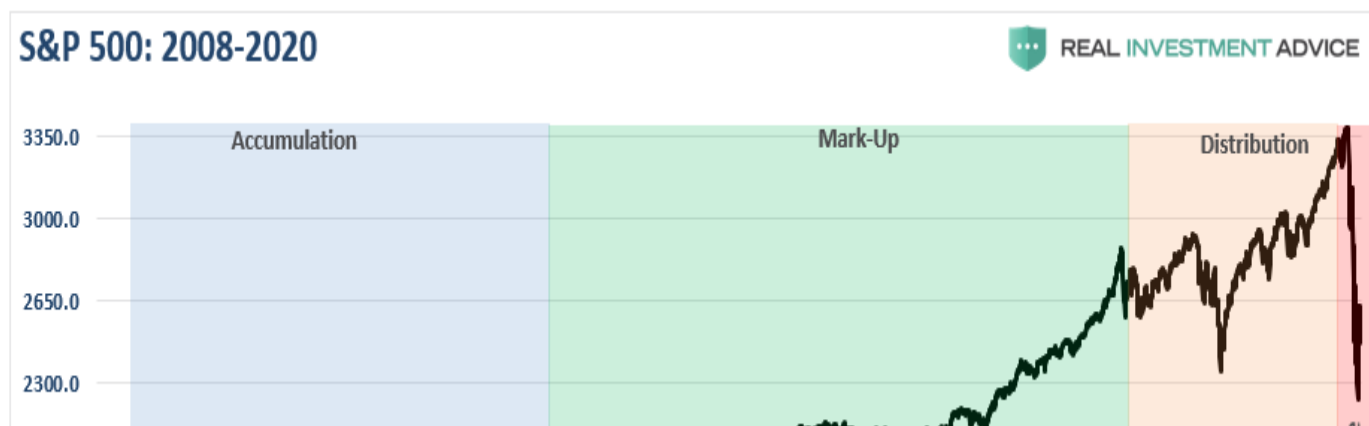 S&P 500: 2008-2020
REAL INVESTMENT ADVICE
Accumulation
Mark-Up
Distribution
3350.0
3000.0
2650.0
2300.0